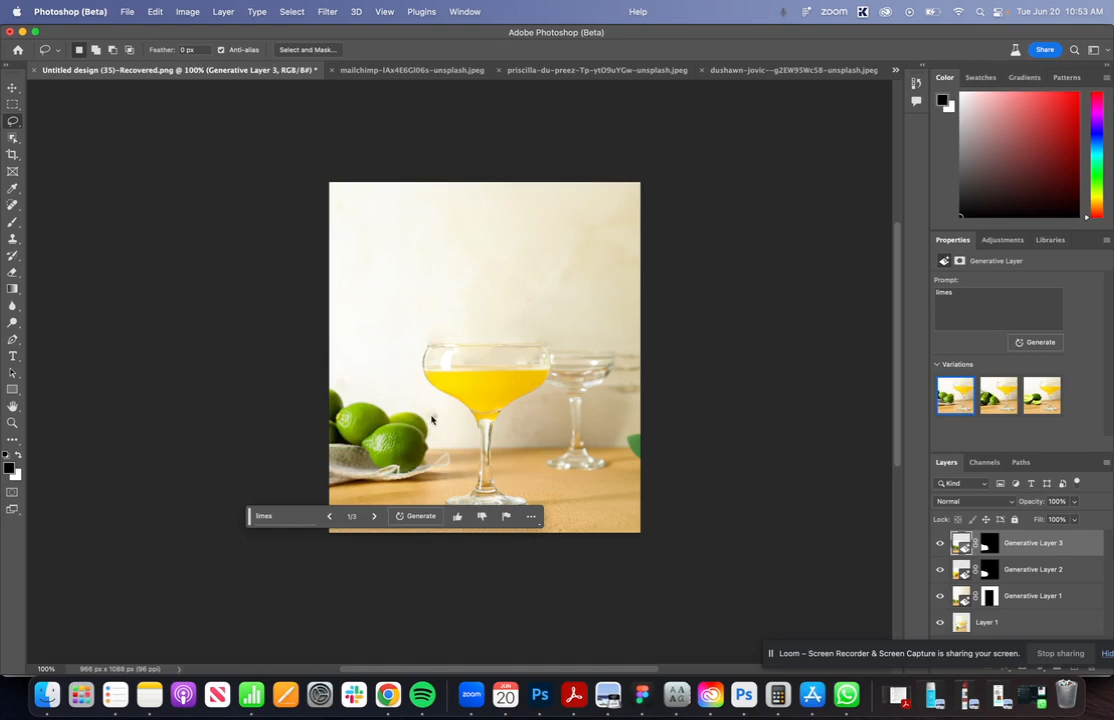 Photoshop (Beta) File Edit Image Layer Type Select Filter 3D View Plugins Window Help zoom Tue Jun 20 10:53 AM
Adobe Photoshop (Beta)
Feather: 0 px Anti-alias Select and Mask... Share
Untitled design (35)-Recovered.png @ 100% (Generative Layer 3, RGB/8#) * mailchimp-IAx4E6Gl06s-unsplash.jpeg priscilla-du-preez-Tp-ytO9uYGw-unsplash.jpeg dushawn-jovic--g2EW95Wc58-unsplash.jpeg
Color Swatches Gradients Patterns
Properties Adjustments Libraries
Generative Layer
Prompt:
limes
Generate
Variations
Layers Channels Paths
Kind
Normal Opacity: 100%
Lock: Fill: 100%
Generative Layer 3
Generative Layer 2
Generative Layer 1
Layer 1
limes 1/3 Generate
Loom – Screen Recorder & Screen Capture is sharing your screen. Stop sharing Hid
100% 966 px x 1088 px (96 ppi)
JUN
20
zoom
Ps
Ps